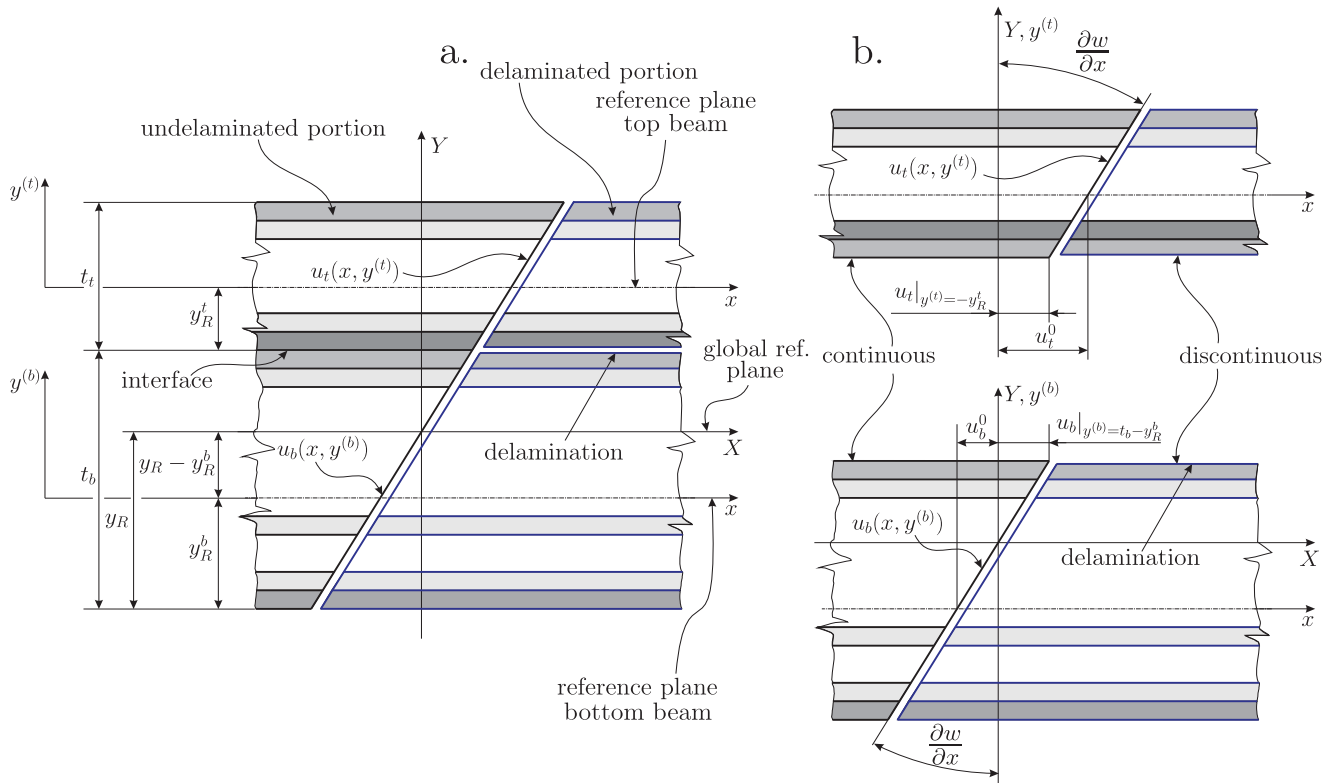 a.
delaminated portion
reference plane
top beam
undelaminated portion
Y
y^{(t)}
t_t
u_t(x, y^{(t)})
x
y_R^t
interface
global ref.
plane
y^{(b)}
X
delamination
u_b(x, y^{(b)})
t_b
y_R − y_R^b
y_R
y_R^b
x
reference plane
bottom beam
b.
Y, y^{(t)}
∂w
∂x
u_t(x, y^{(t)})
x
u_t|_{y^{(t)}=−y_R^t}
u_t^0
continuous
discontinuous
Y, y^{(b)}
u_b^0
u_b|_{y^{(b)}=t_b−y_R^b}
u_b(x, y^{(b)})
delamination
X
x
∂w
∂x